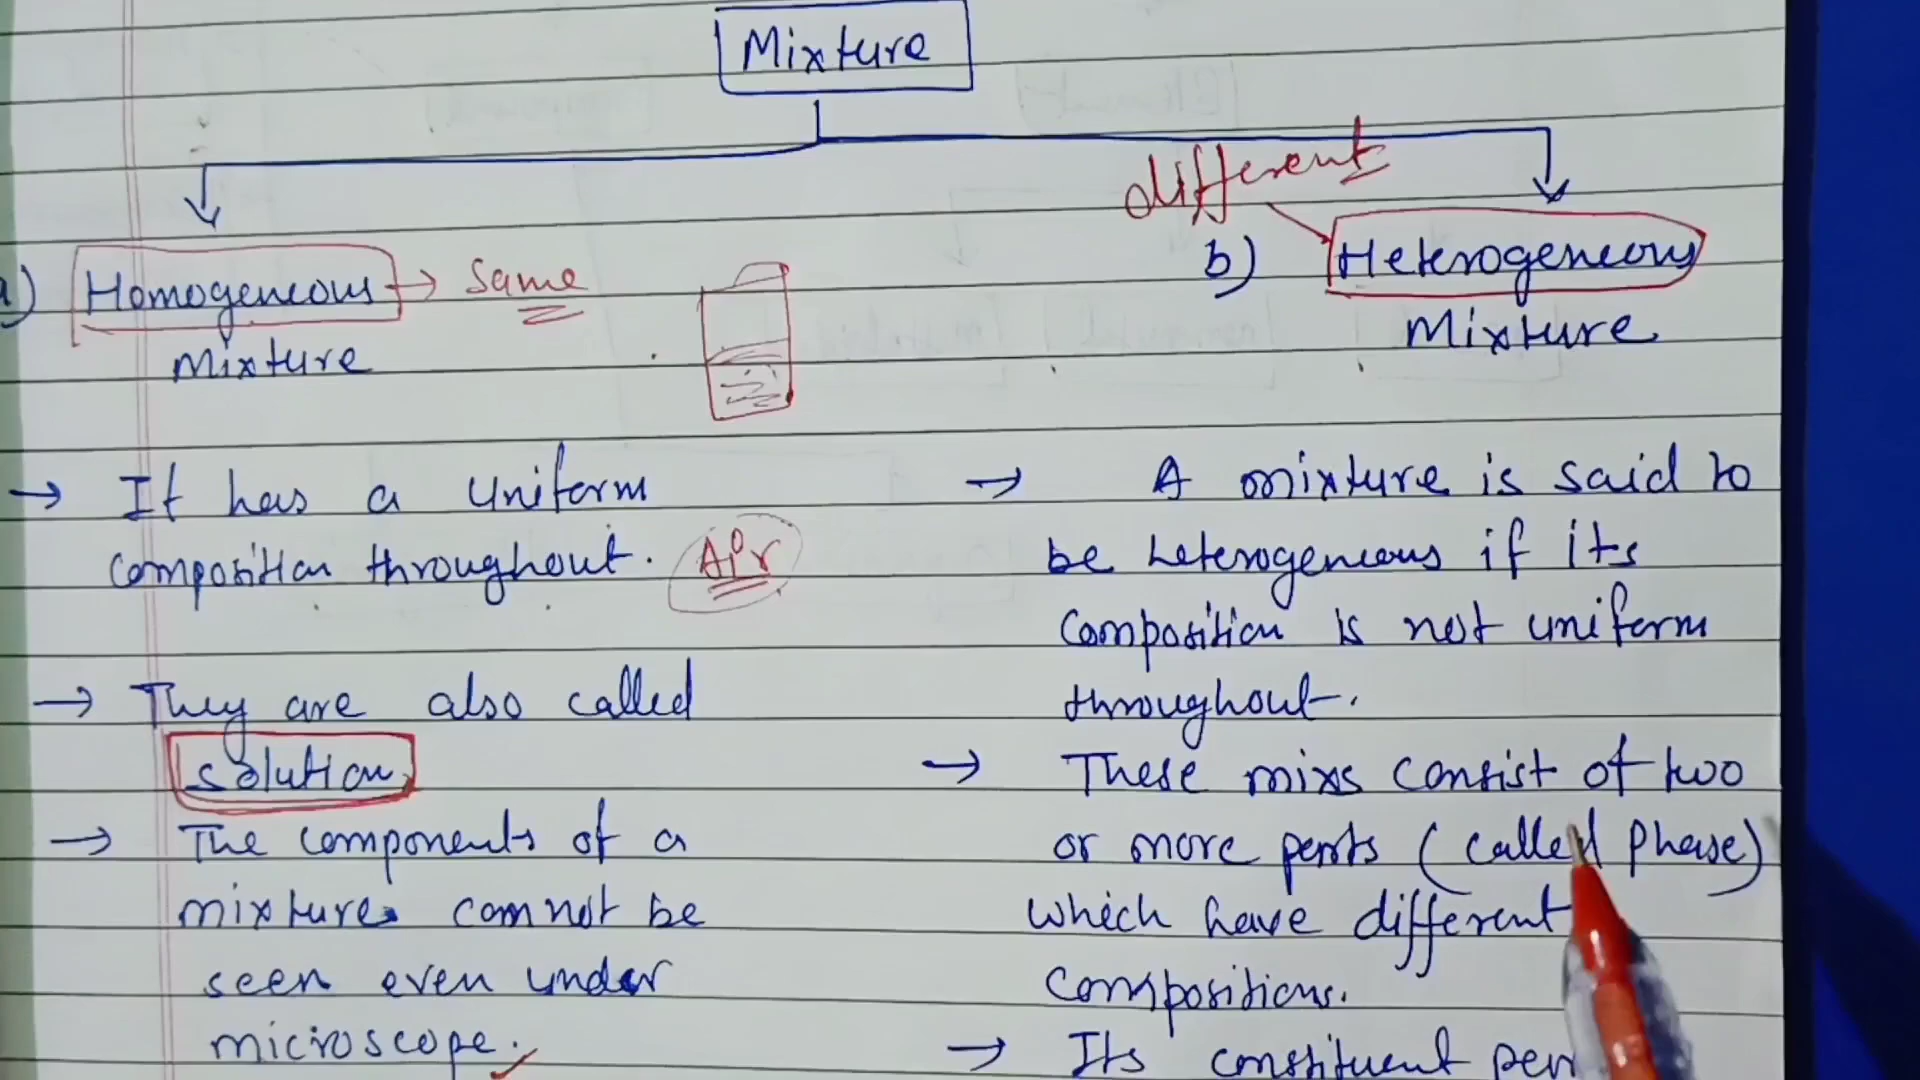 Mixture
different
a) Homogeneous → Same
Mixture
b) Heterogeneous
Mixture
→ It has a uniform
composition throughout. Air
→ They are also called
solution
→ The components of a
mixture cannot be
seen even under
microscope.
→ A mixture is said to
be heterogeneous if its
composition is not uniform
throughout.
→ These mixs consist of two
or more parts (called phase)
which have different
compositions.
→ Its constituent